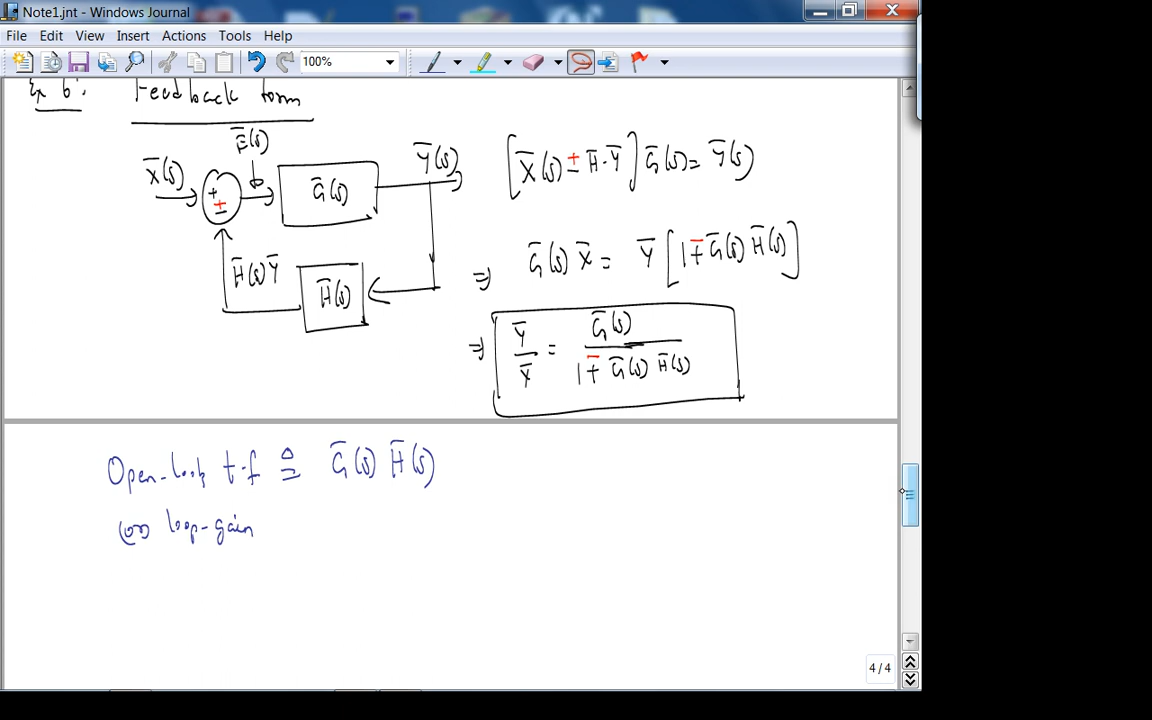 Note1.jnt - Windows Journal
File Edit View Insert Actions Tools Help
100%
Ex 6: Feedback form
Ē(s)
X̄(s)
Ȳ(s)
+
±
Ḡ(s)
H̄(s)Ȳ
H̄(s)
[X̄(s) ± H̄·Ȳ] Ḡ(s) = Ȳ(s)
⇒ Ḡ(s) X̄ = Ȳ [1 ∓ Ḡ(s) H̄(s)]
⇒ Ȳ/X̄ = Ḡ(s) / 1 ∓ Ḡ(s) H̄(s)
Open-loop t.f ≜ Ḡ(s) H̄(s)
(or) loop-gain
4 / 4